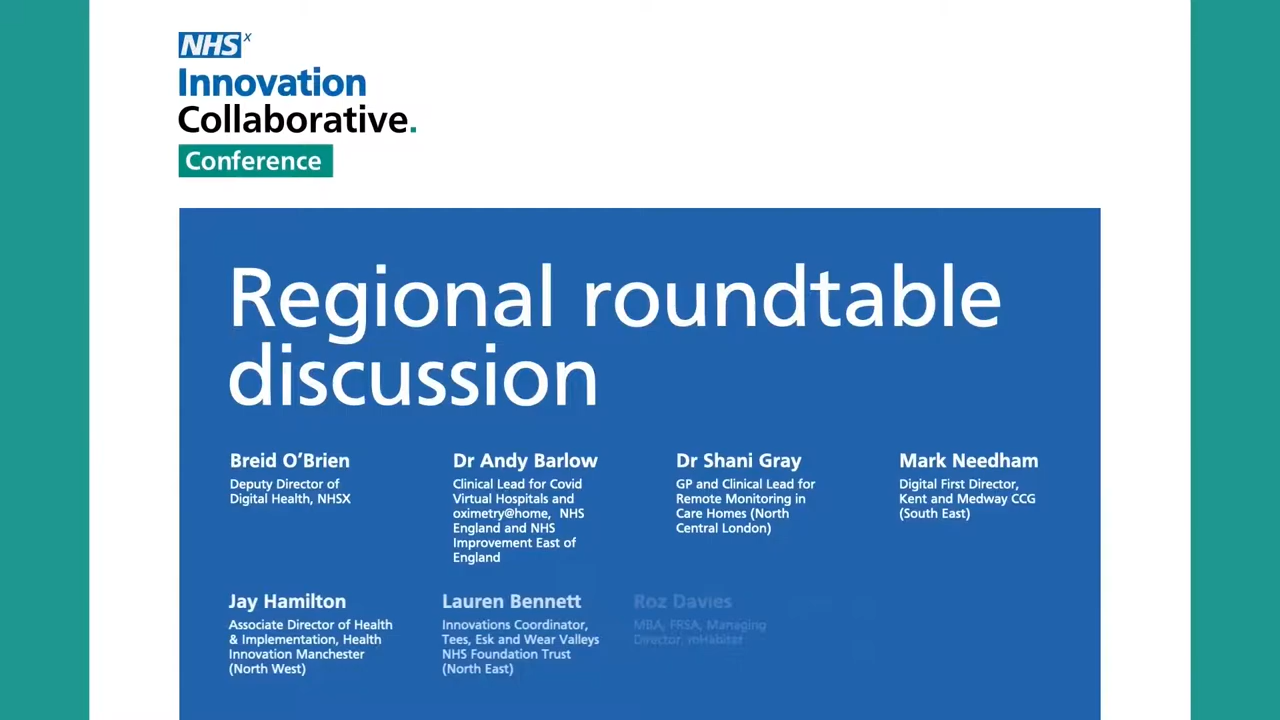 NHSx
Innovation
Collaborative.
Conference
Regional roundtable
discussion
Breid O’Brien
Deputy Director of
Digital Health, NHSX
Dr Andy Barlow
Clinical Lead for Covid
Virtual Hospitals and
oximetry@home, NHS
England and NHS
Improvement East of
England
Dr Shani Gray
GP and Clinical Lead for
Remote Monitoring in
Care Homes (North
Central London)
Mark Needham
Digital First Director,
Kent and Medway CCG
(South East)
Jay Hamilton
Associate Director of Health
& Implementation, Health
Innovation Manchester
(North West)
Lauren Bennett
Innovations Coordinator,
Tees, Esk and Wear Valleys
NHS Foundation Trust
(North East)
Roz Davies
MBA, FRSA, Managing
Director,